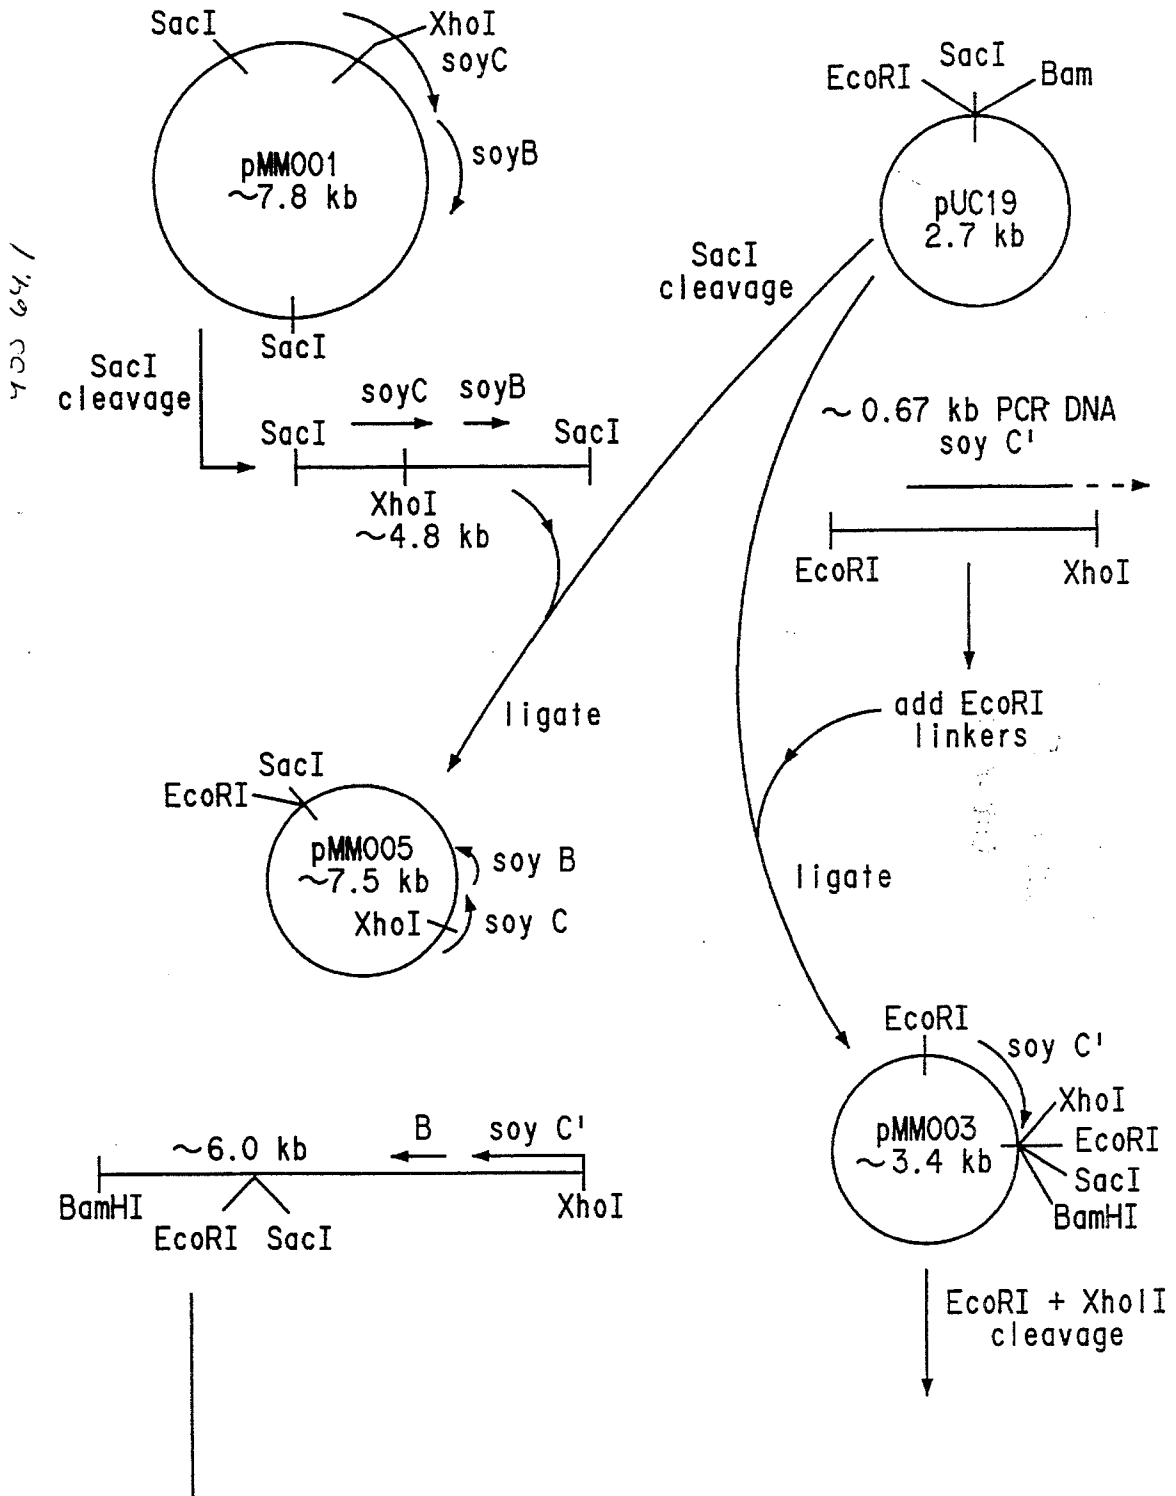 SacI
XhoI
soyC
soyB
pMM001
~7.8 kb
SacI
SacI
cleavage
EcoRI
SacI
Bam
pUC19
2.7 kb
SacI
cleavage
soyC
soyB
SacI
SacI
XhoI
~4.8 kb
~ 0.67 kb PCR DNA
soy C'
EcoRI
XhoI
add EcoRI
linkers
ligate
ligate
SacI
EcoRI
pMM005
~7.5 kb
XhoI
soy B
soy C
EcoRI
soy C'
XhoI
EcoRI
SacI
BamHI
pMM003
~3.4 kb
~6.0 kb
B
soy C'
BamHI
XhoI
EcoRI
SacI
EcoRI + XholI
cleavage